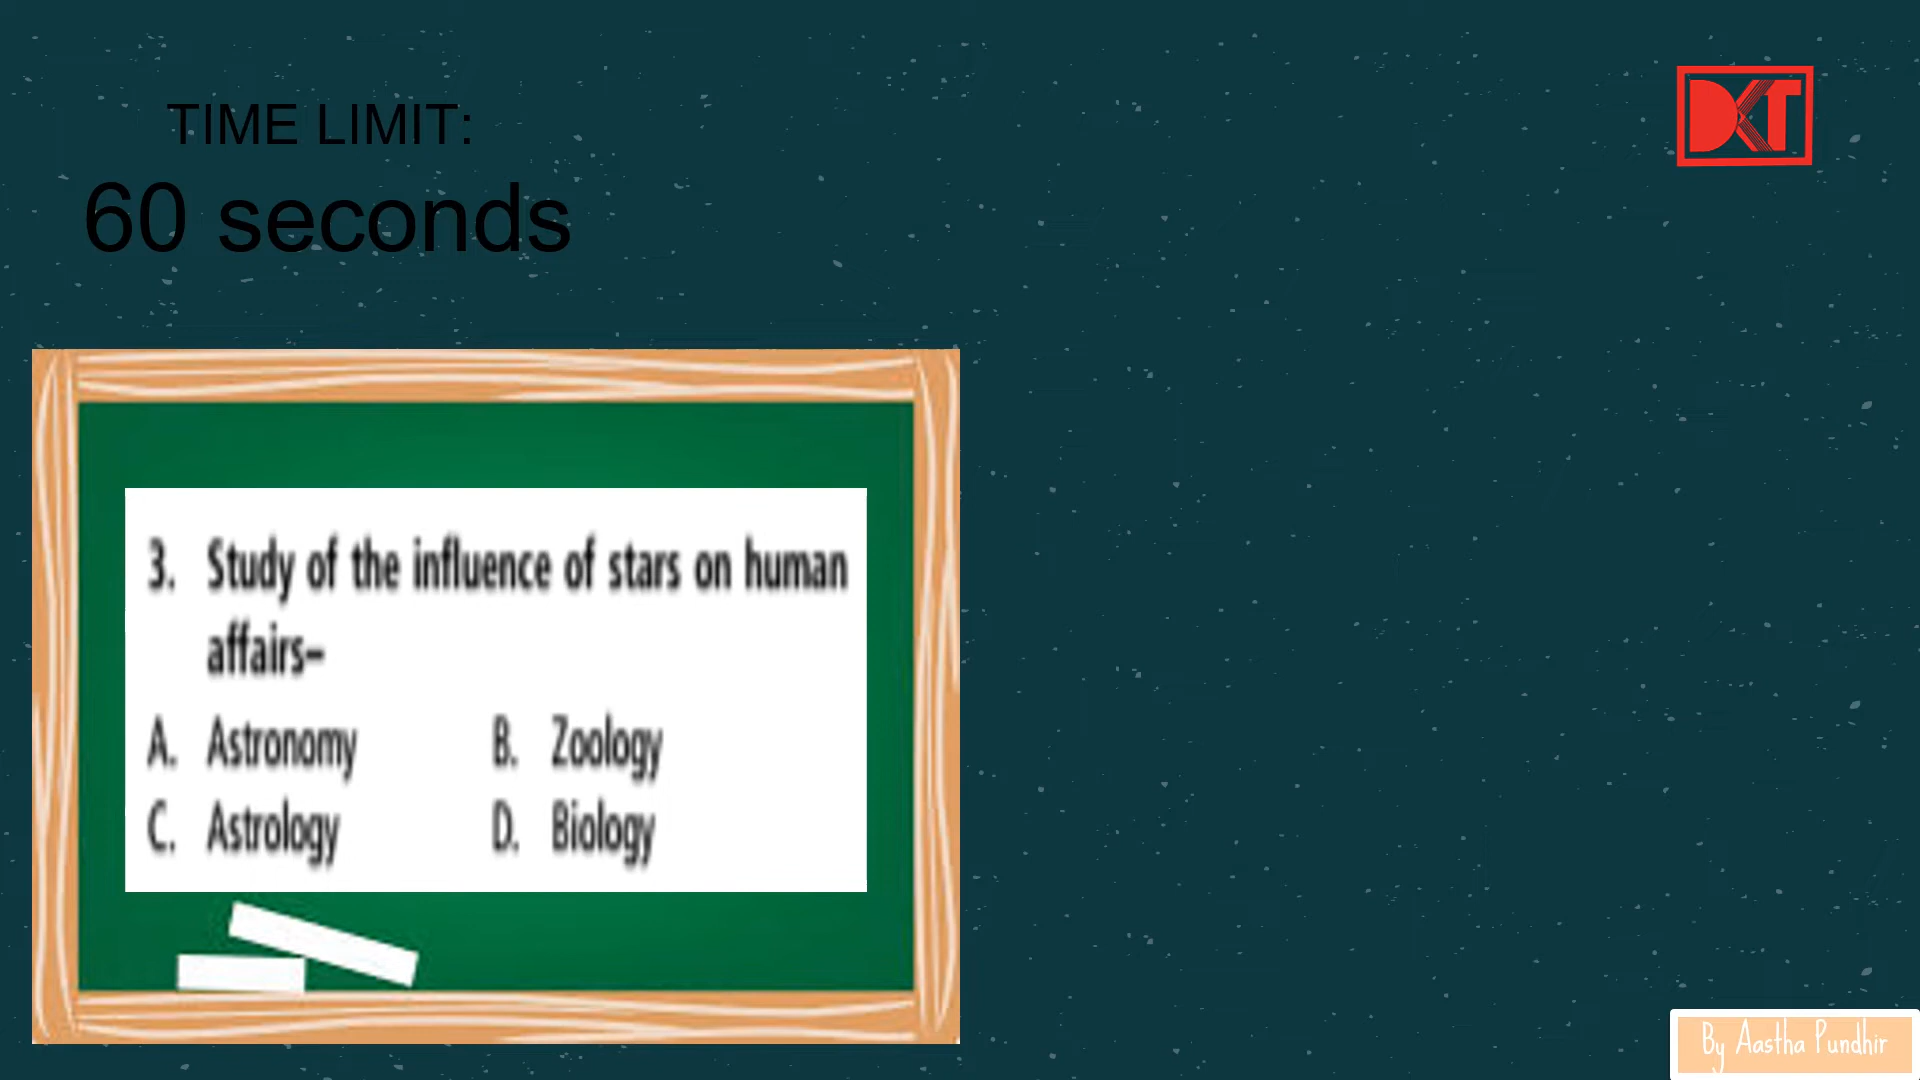 TIME LIMIT:
60 seconds
DKT
3. Study of the influence of stars on human
affairs–
A. Astronomy B. Zoology
C. Astrology D. Biology
By Aastha Pundhir